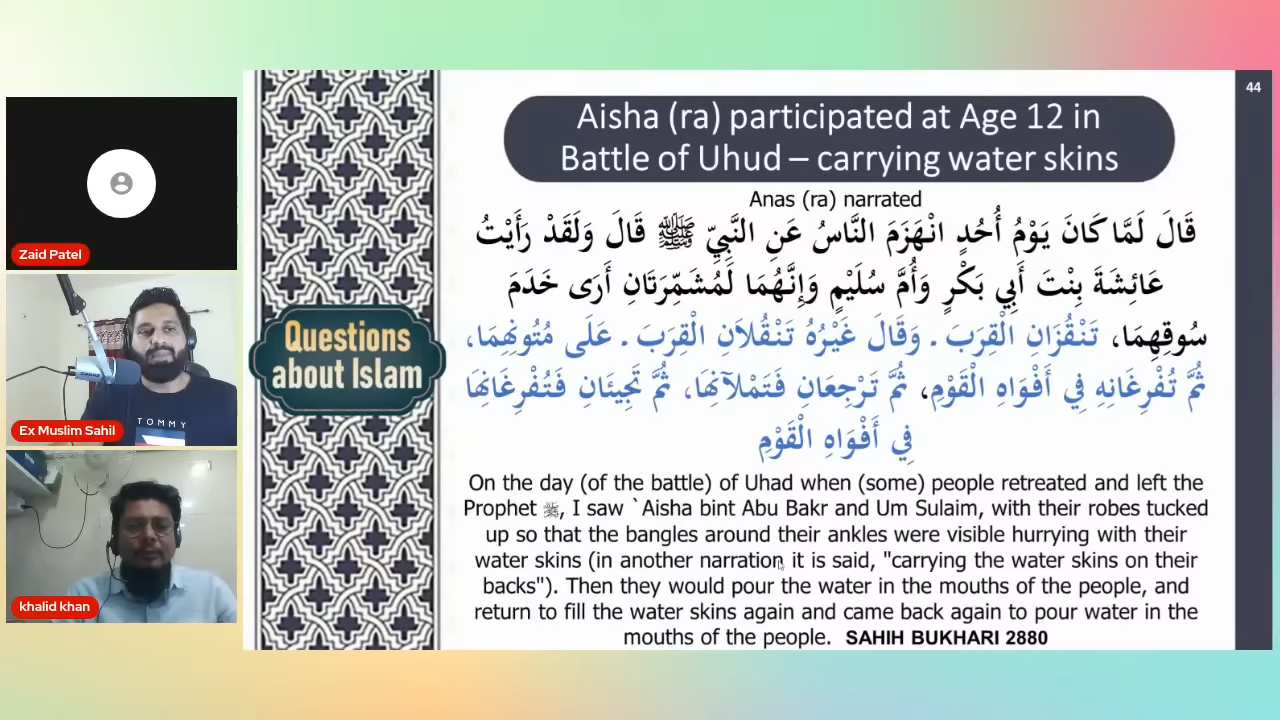 44
Aisha (ra) participated at Age 12 in
Battle of Uhud – carrying water skins
Anas (ra) narrated
قَالَ لَمَّا كَانَ يَوْمُ أُحُدٍ انْهَزَمَ النَّاسُ عَنِ النَّبِيِّ ﷺ قَالَ وَلَقَدْ رَأَيْتُ
عَائِشَةَ بِنْتَ أَبِي بَكْرٍ وَأُمَّ سُلَيْمٍ وَإِنَّهُمَا لَمُشَمِّرَتَانِ أَرَى خَدَمَ
سُوقِهِمَا، تَنْقُزَانِ الْقِرَبَ ‏.‏ وَقَالَ غَيْرُهُ تَنْقُلاَنِ الْقِرَبَ ‏.‏ عَلَى مُتُونِهِمَا،
ثُمَّ تُفْرِغَانِهِ فِي أَفْوَاهِ الْقَوْمِ، ثُمَّ تَرْجِعَانِ فَتَمْلآنِهَا، ثُمَّ تَجِيئَانِ فَتُفْرِغَانِهَا
فِي أَفْوَاهِ الْقَوْمِ
On the day (of the battle) of Uhad when (some) people retreated and left the
Prophet ﷺ, I saw `Aisha bint Abu Bakr and Um Sulaim, with their robes tucked
up so that the bangles around their ankles were visible hurrying with their
water skins (in another narration it is said, "carrying the water skins on their
backs"). Then they would pour the water in the mouths of the people, and
return to fill the water skins again and came back again to pour water in the
mouths of the people. SAHIH BUKHARI 2880
Questions
about Islam
Zaid Patel
TOMMY
Ex Muslim Sahil
khalid khan